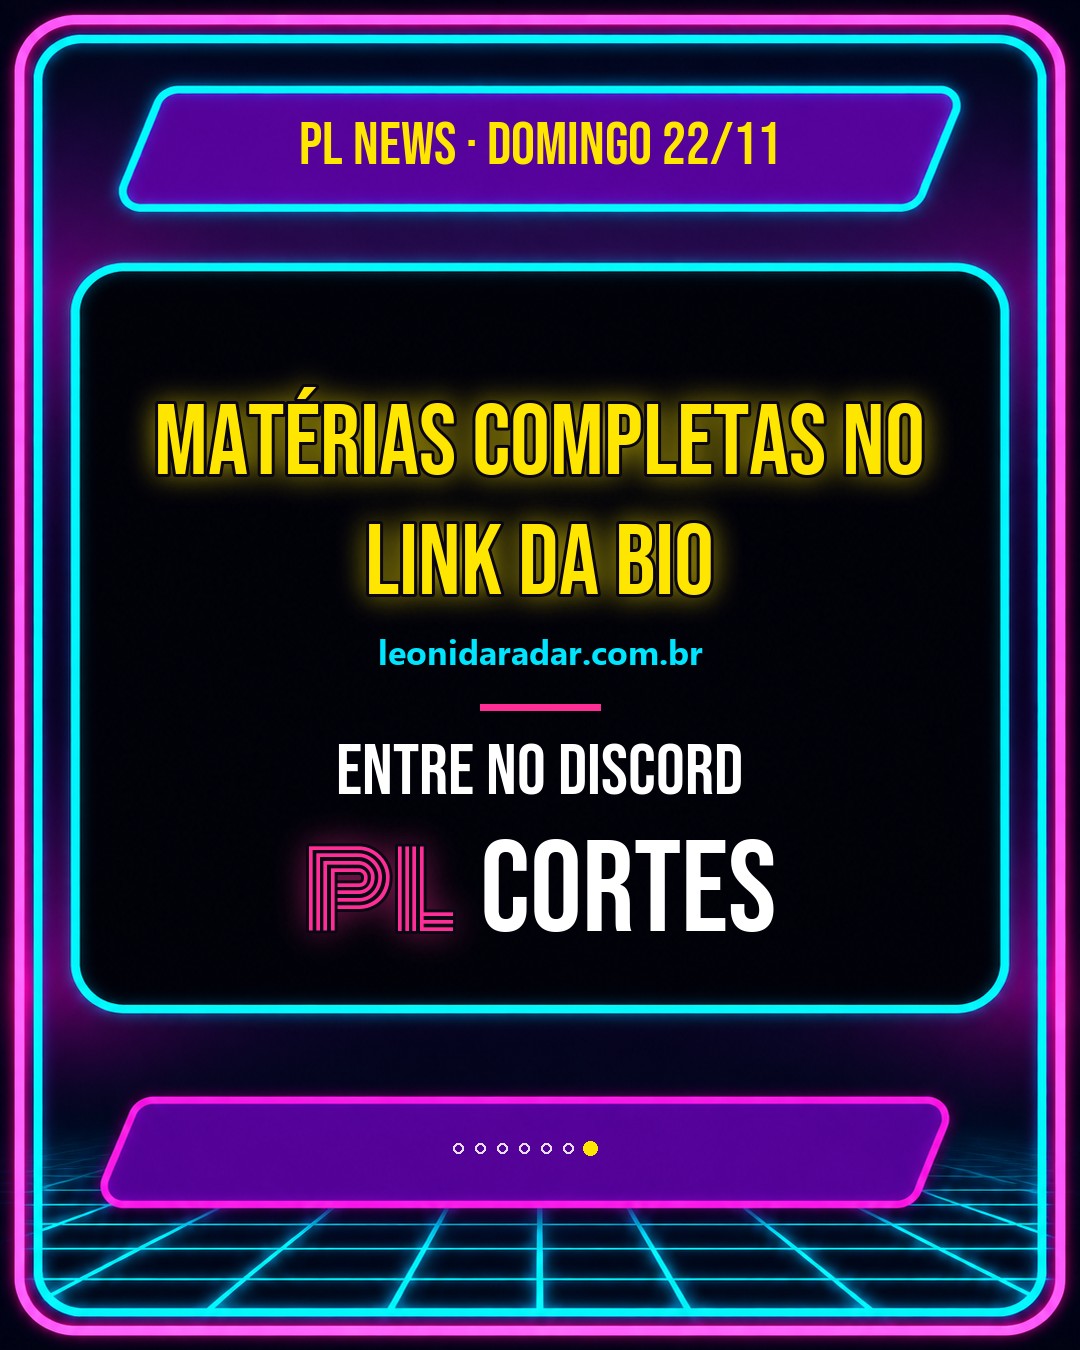 PL NEWS · DOMINGO 22/11
MATÉRIAS COMPLETAS NO
LINK DA BIO
leonidaradar.com.br
ENTRE NO DISCORD
PL CORTES